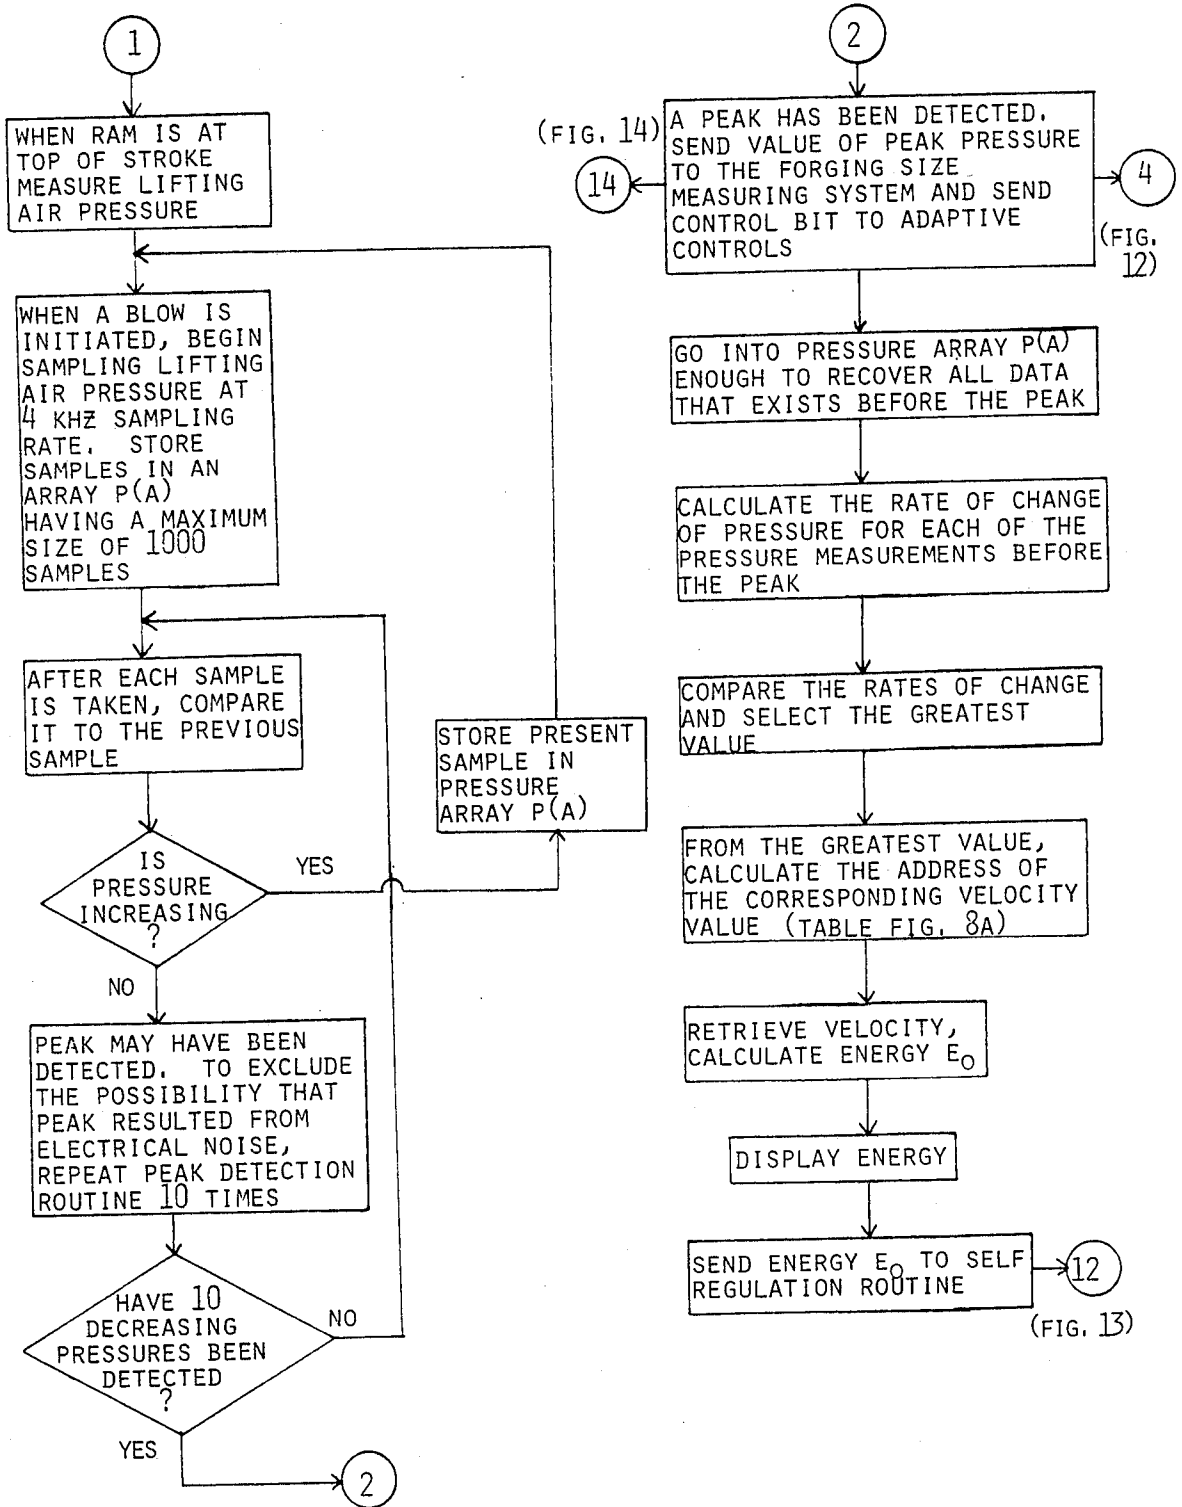 1
WHEN RAM IS AT
TOP OF STROKE
MEASURE LIFTING
AIR PRESSURE
WHEN A BLOW IS
INITIATED, BEGIN
SAMPLING LIFTING
AIR PRESSURE AT
4 KHZ SAMPLING
RATE. STORE
SAMPLES IN AN
ARRAY P(A)
HAVING A MAXIMUM
SIZE OF 1000
SAMPLES
AFTER EACH SAMPLE
IS TAKEN, COMPARE
IT TO THE PREVIOUS
SAMPLE
IS
PRESSURE
INCREASING
?
YES
STORE PRESENT
SAMPLE IN
PRESSURE
ARRAY P(A)
NO
PEAK MAY HAVE BEEN
DETECTED. TO EXCLUDE
THE POSSIBILITY THAT
PEAK RESULTED FROM
ELECTRICAL NOISE,
REPEAT PEAK DETECTION
ROUTINE 10 TIMES
HAVE 10
DECREASING
PRESSURES BEEN
DETECTED
?
NO
YES
2
2
A PEAK HAS BEEN DETECTED.
SEND VALUE OF PEAK PRESSURE
TO THE FORGING SIZE
MEASURING SYSTEM AND SEND
CONTROL BIT TO ADAPTIVE
CONTROLS
(FIG. 14)
14
4
(FIG.
12)
GO INTO PRESSURE ARRAY P(A)
ENOUGH TO RECOVER ALL DATA
THAT EXISTS BEFORE THE PEAK
CALCULATE THE RATE OF CHANGE
OF PRESSURE FOR EACH OF THE
PRESSURE MEASUREMENTS BEFORE
THE PEAK
COMPARE THE RATES OF CHANGE
AND SELECT THE GREATEST
VALUE
FROM THE GREATEST VALUE,
CALCULATE THE ADDRESS OF
THE CORRESPONDING VELOCITY
VALUE (TABLE FIG. 8A)
RETRIEVE VELOCITY,
CALCULATE ENERGY EO
DISPLAY ENERGY
SEND ENERGY EO TO SELF
REGULATION ROUTINE
12
(FIG. 13)